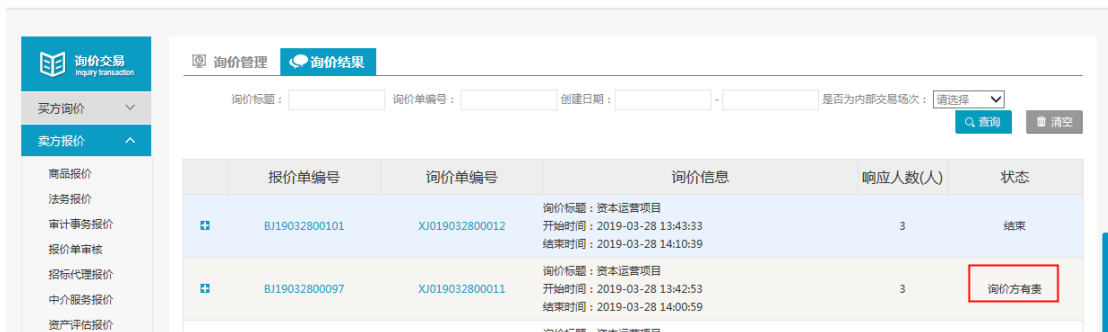 询价交易
Inquiry transaction
买方询价
卖方报价
商品报价
法务报价
审计事务报价
报价单审核
招标代理报价
中介服务报价
资产评估报价
询价管理 询价结果
询价标题： 询价单编号： 创建日期： - 是否为内部交易场次： 请选择
查询 清空
报价单编号 询价单编号 询价信息 响应人数(人) 状态
询价标题：资本运营项目
BJ19032800101 XJ019032800012 开始时间：2019-03-28 13:43:33 3 结束
结束时间：2019-03-28 14:10:39
询价标题：资本运营项目
BJ19032800097 XJ019032800011 开始时间：2019-03-28 13:42:53 3 询价方有责
结束时间：2019-03-28 14:00:59